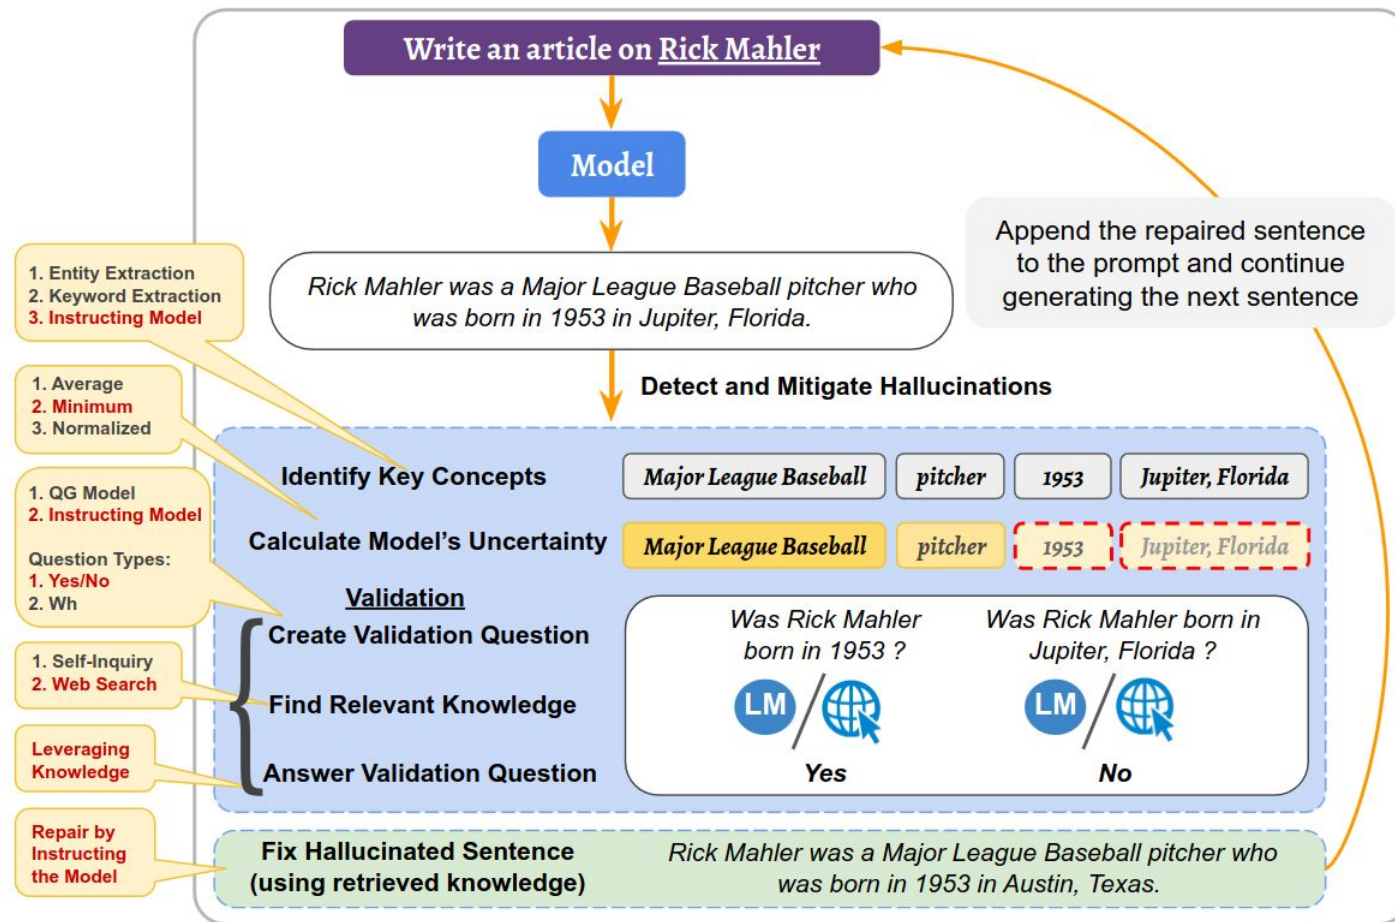 Write an article on Rick Mahler
Model
Rick Mahler was a Major League Baseball pitcher who
was born in 1953 in Jupiter, Florida.
Append the repaired sentence
to the prompt and continue
generating the next sentence
Detect and Mitigate Hallucinations
1. Entity Extraction
2. Keyword Extraction
3. Instructing Model
Identify Key Concepts
Major League Baseball
pitcher
1953
Jupiter, Florida
1. Average
2. Minimum
3. Normalized
Calculate Model's Uncertainty
Major League Baseball
pitcher
1953
Jupiter, Florida
1. QG Model
2. Instructing Model
Question Types:
1. Yes/No
2. Wh
Validation
Create Validation Question
Was Rick Mahler
born in 1953 ?
Was Rick Mahler born in
Jupiter, Florida ?
1. Self-Inquiry
2. Web Search
Find Relevant Knowledge
LM
LM
Leveraging
Knowledge
Answer Validation Question
Yes
No
Repair by
Instructing
the Model
Fix Hallucinated Sentence
(using retrieved knowledge)
Rick Mahler was a Major League Baseball pitcher who
was born in 1953 in Austin, Texas.